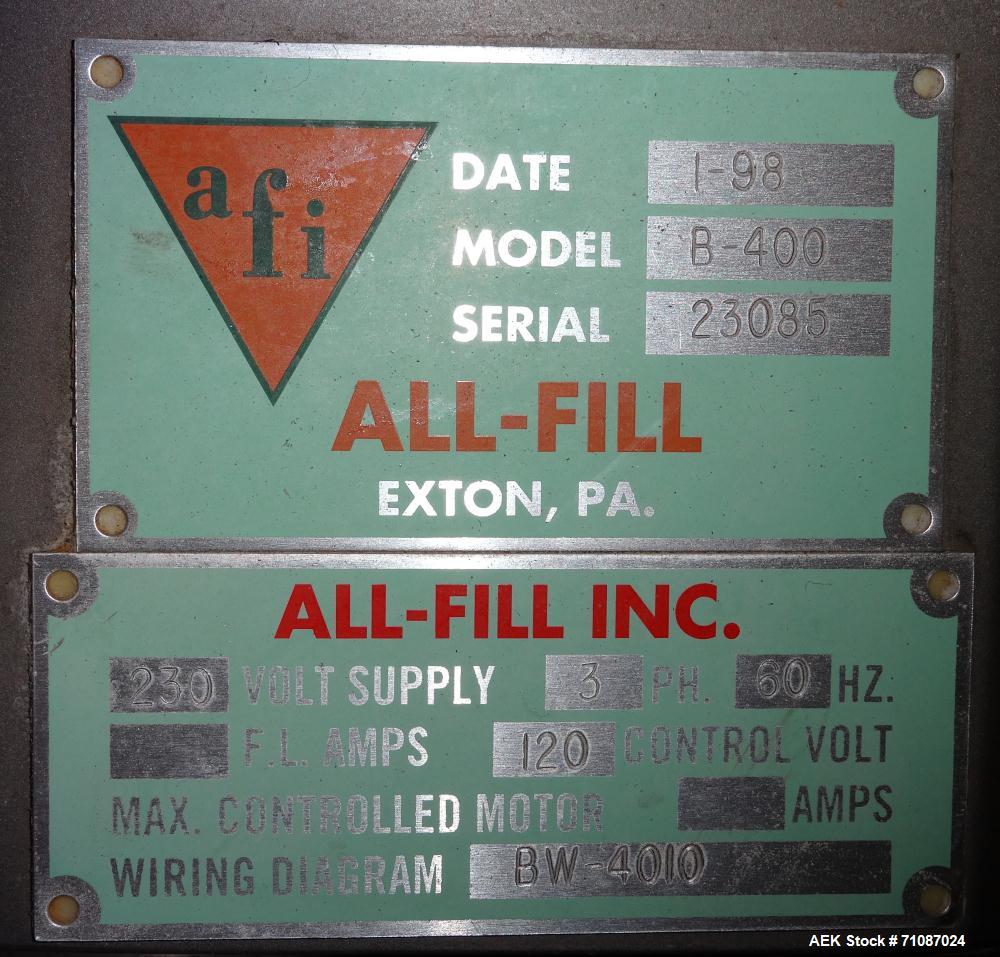 afi
DATE 1-98
MODEL B-400
SERIAL 23085
ALL-FILL
EXTON, PA.
ALL-FILL INC.
230 VOLT SUPPLY 3 PH. 60 HZ.
F.L. AMPS 120 CONTROL VOLT
MAX. CONTROLLED MOTOR AMPS
WIRING DIAGRAM BW-4010
AEK Stock # 71087024